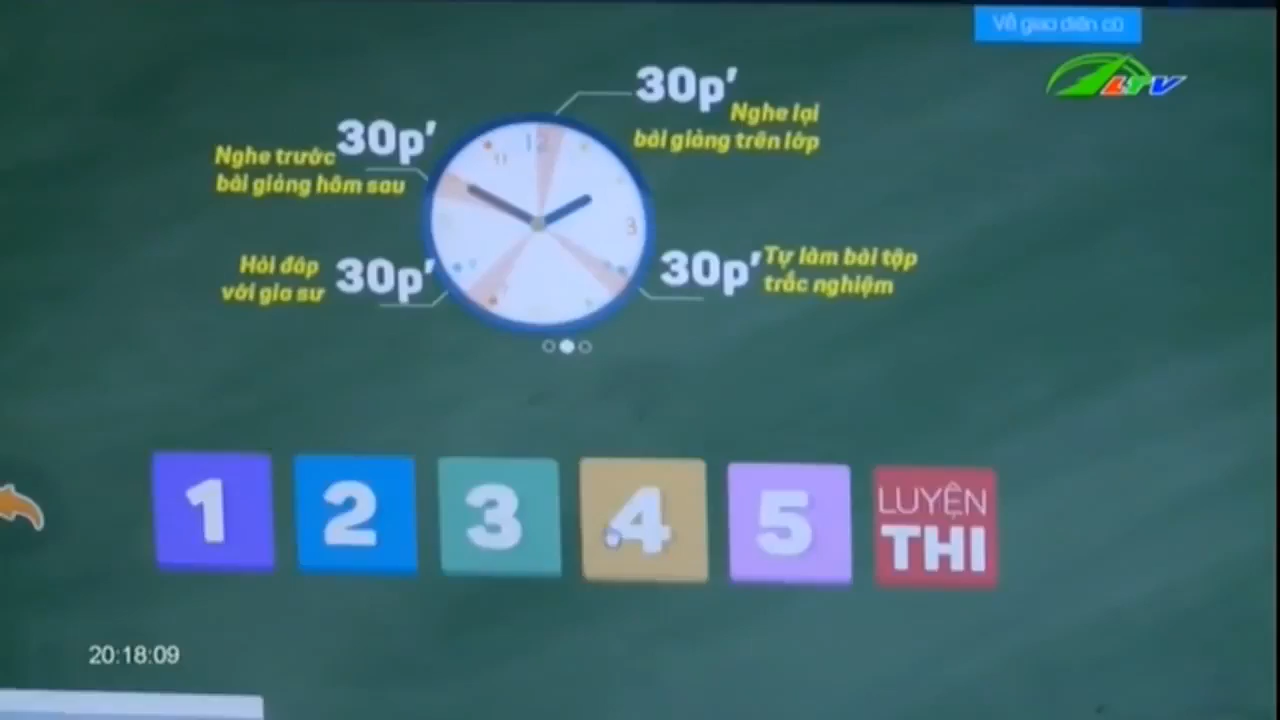 Về giao diện cũ
LTV
30p'
Nghe lại
bài giảng trên lớp
30p'
Nghe trước
bài giảng hôm sau
12
3
Hỏi đáp
với gia sư
30p'
30p'
Tự làm bài tập
trắc nghiệm
1
2
3
4
5
LUYỆN
THI
20:18:09